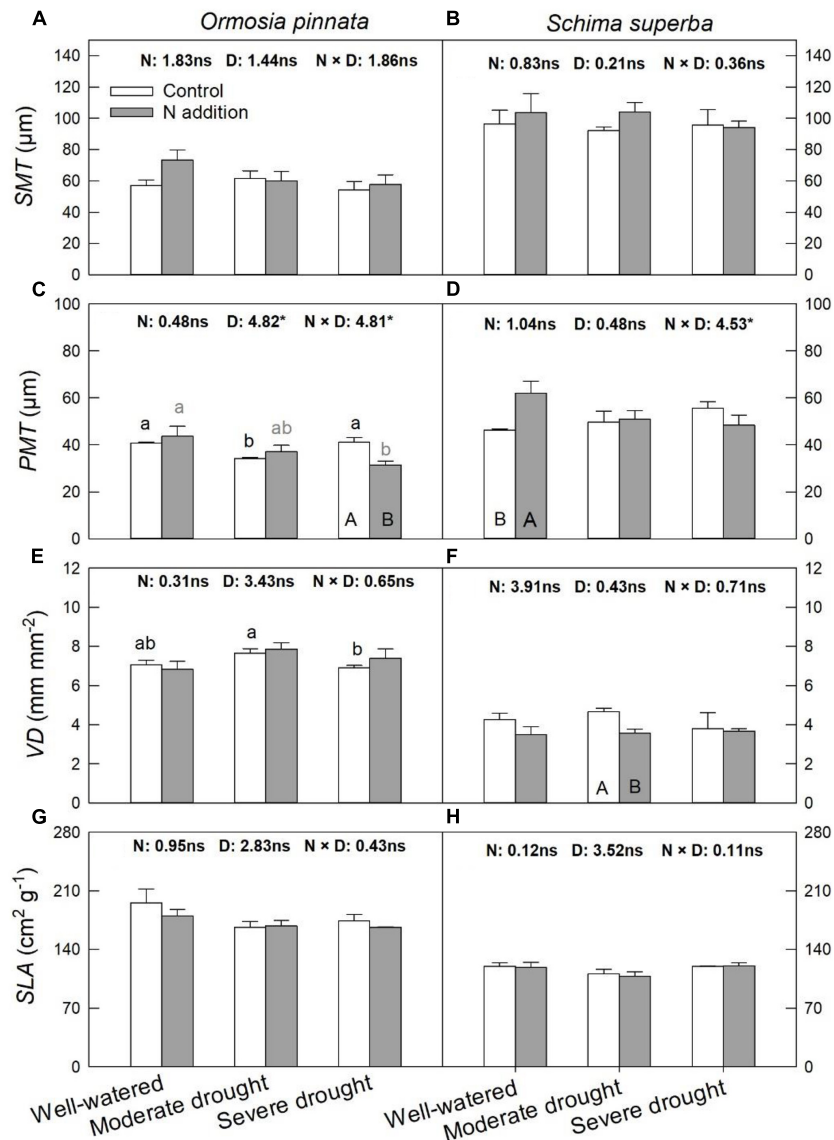 A Ormosia pinnata B Schima superba
140 140
N: 1.83ns D: 1.44ns N × D: 1.86ns N: 0.83ns D: 0.21ns N × D: 0.36ns
120 120
Control
N addition
100 100
SMT (µm)
80 80
60 60
40 40
20 20
0 0
C D
100 100
N: 0.48ns D: 4.82* N × D: 4.81* N: 1.04ns D: 0.48ns N × D: 4.53*
80 80
PMT (µm)
60 60
a a b ab a b
40 40
20 20
A B B A
0 0
E F
12 12
N: 0.31ns D: 3.43ns N × D: 0.65ns N: 3.91ns D: 0.43ns N × D: 0.71ns
10 10
VD (mm mm-2)
ab a b
8 8
6 6
4 4
2 2
A B
0 0
G H
280 280
N: 0.95ns D: 2.83ns N × D: 0.43ns N: 0.12ns D: 3.52ns N × D: 0.11ns
210 210
SLA (cm2 g-1)
140 140
70 70
0 0
Well-watered Moderate drought Severe drought Well-watered Moderate drought Severe drought